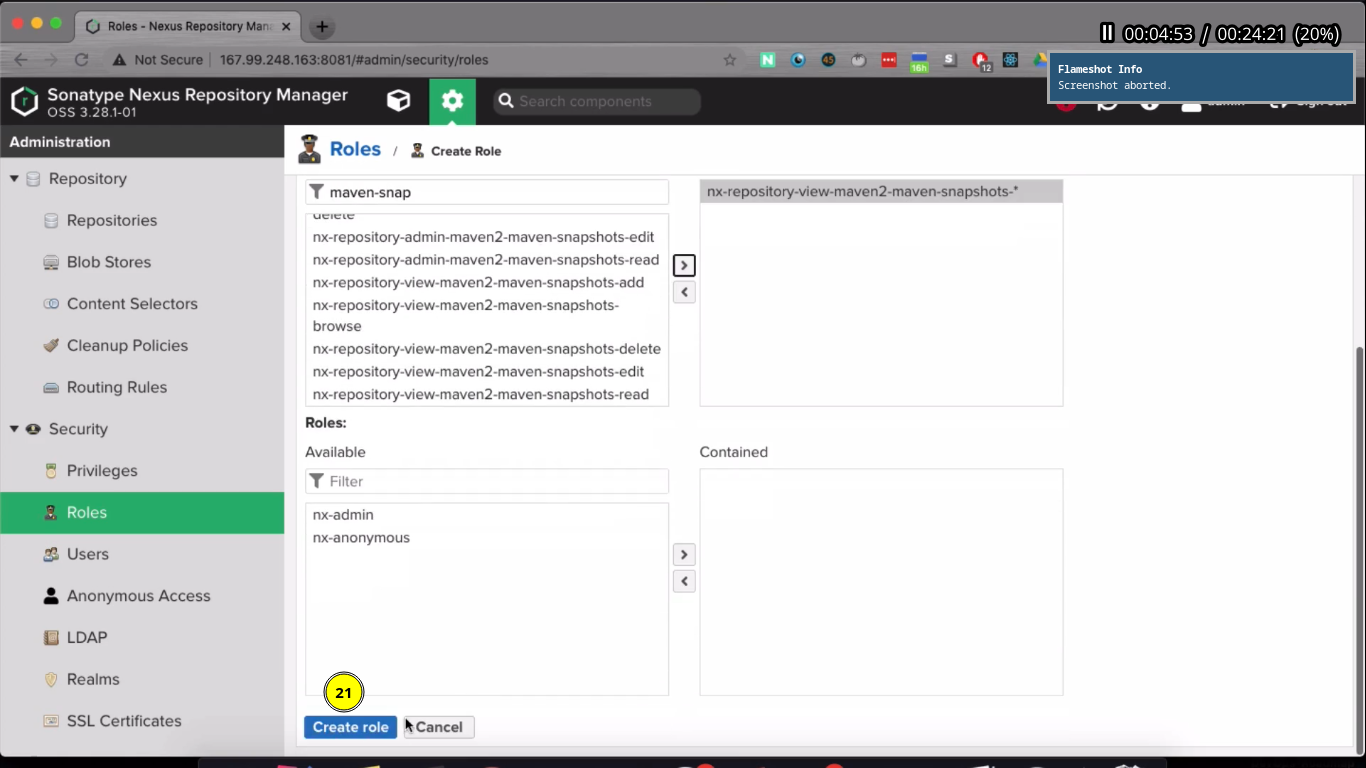 Roles - Nexus Repository Man
00:04:53 / 00:24:21 (20%)
Not Secure
167.99.248.163:8081/#admin/security/roles
45
16h
S
12
Flameshot Info
Screenshot aborted.
Sonatype Nexus Repository Manager
OSS 3.28.1-01
Search components
Administration
Roles / Create Role
Repository
Repositories
Blob Stores
Content Selectors
Cleanup Policies
Routing Rules
Security
Privileges
Roles
Users
Anonymous Access
LDAP
Realms
SSL Certificates
maven-snap
delete
nx-repository-admin-maven2-maven-snapshots-edit
nx-repository-admin-maven2-maven-snapshots-read
nx-repository-view-maven2-maven-snapshots-add
nx-repository-view-maven2-maven-snapshots-
browse
nx-repository-view-maven2-maven-snapshots-delete
nx-repository-view-maven2-maven-snapshots-edit
nx-repository-view-maven2-maven-snapshots-read
nx-repository-view-maven2-maven-snapshots-*
Roles:
Available
Filter
nx-admin
nx-anonymous
Contained
21
Create role
Cancel